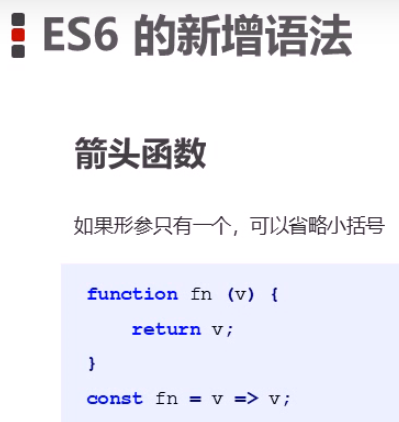 ES6 的新增语法
箭头函数
如果形参只有一个，可以省略小括号
function fn (v) {
    return v;
}
const fn = v => v;